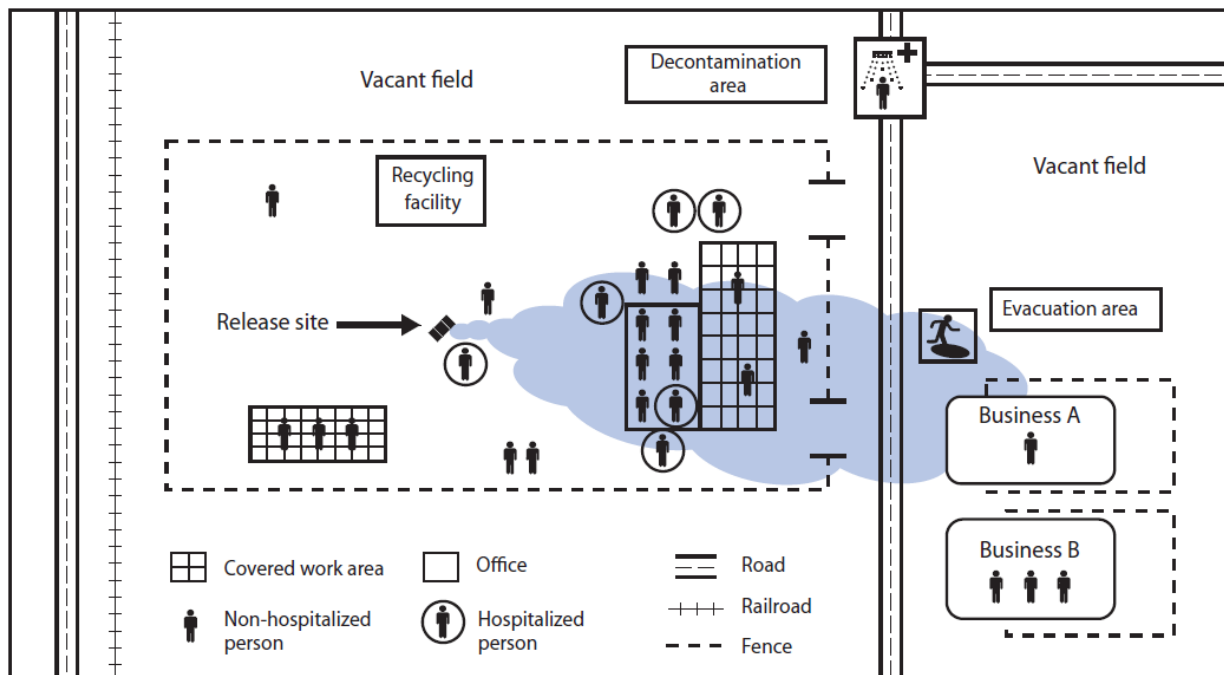 Vacant field
Decontamination
area
Vacant field
Recycling
facility
Release site
Evacuation area
Business A
Business B
Covered work area
Office
Road
Non-hospitalized
person
Hospitalized
person
Railroad
Fence